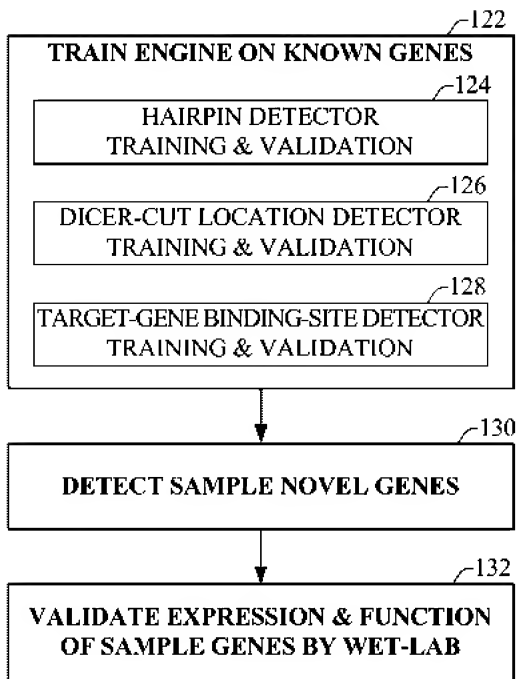 122
TRAIN ENGINE ON KNOWN GENES
124
HAIRPIN DETECTOR
TRAINING & VALIDATION
126
DICER-CUT LOCATION DETECTOR
TRAINING & VALIDATION
128
TARGET-GENE BINDING-SITE DETECTOR
TRAINING & VALIDATION
130
DETECT SAMPLE NOVEL GENES
132
VALIDATE EXPRESSION & FUNCTION
OF SAMPLE GENES BY WET-LAB